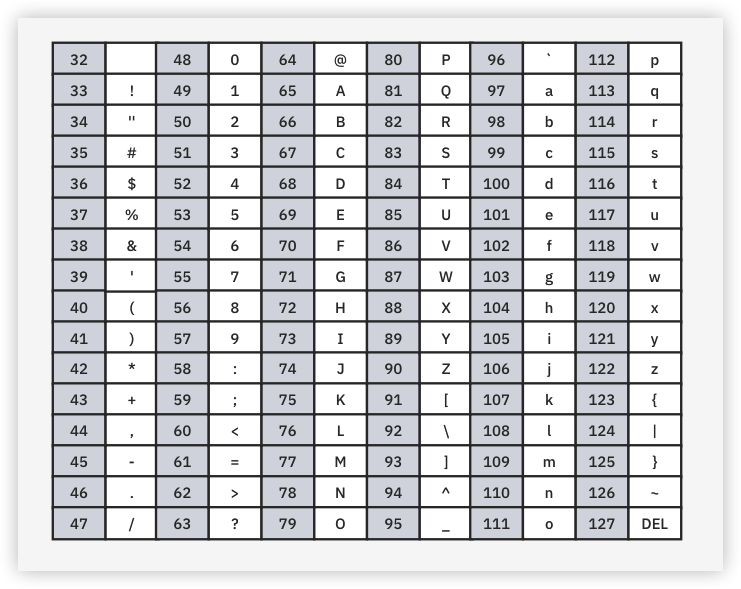 32 48 0 64 @ 80 P 96 ` 112 p
33 ! 49 1 65 A 81 Q 97 a 113 q
34 " 50 2 66 B 82 R 98 b 114 r
35 # 51 3 67 C 83 S 99 c 115 s
36 $ 52 4 68 D 84 T 100 d 116 t
37 % 53 5 69 E 85 U 101 e 117 u
38 & 54 6 70 F 86 V 102 f 118 v
39 ' 55 7 71 G 87 W 103 g 119 w
40 ( 56 8 72 H 88 X 104 h 120 x
41 ) 57 9 73 I 89 Y 105 i 121 y
42 * 58 : 74 J 90 Z 106 j 122 z
43 + 59 ; 75 K 91 [ 107 k 123 {
44 , 60 < 76 L 92 \ 108 l 124 |
45 - 61 = 77 M 93 ] 109 m 125 }
46 . 62 > 78 N 94 ^ 110 n 126 ~
47 / 63 ? 79 O 95 _ 111 o 127 DEL